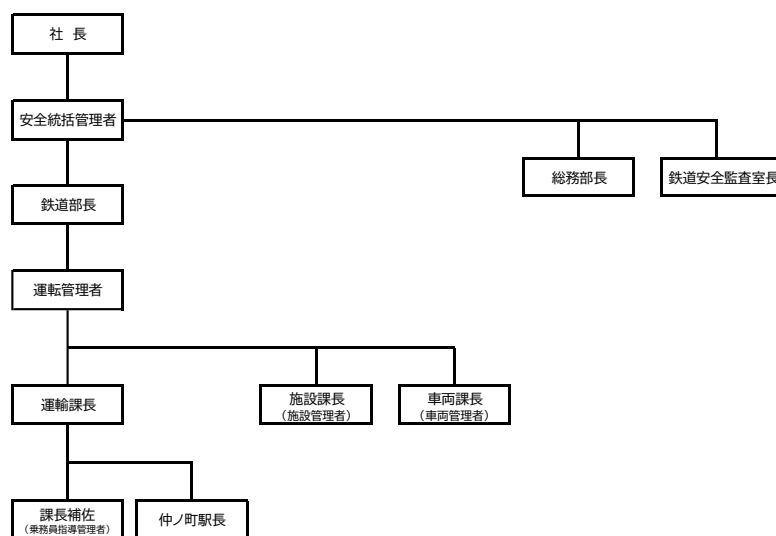 社 長
安全統括管理者
総務部長
鉄道安全監査室長
鉄道部長
運転管理者
運輸課長
施設課長
（施設管理者）
車両課長
（車両管理者）
課長補佐
（乗務員指導管理者）
仲ノ町駅長